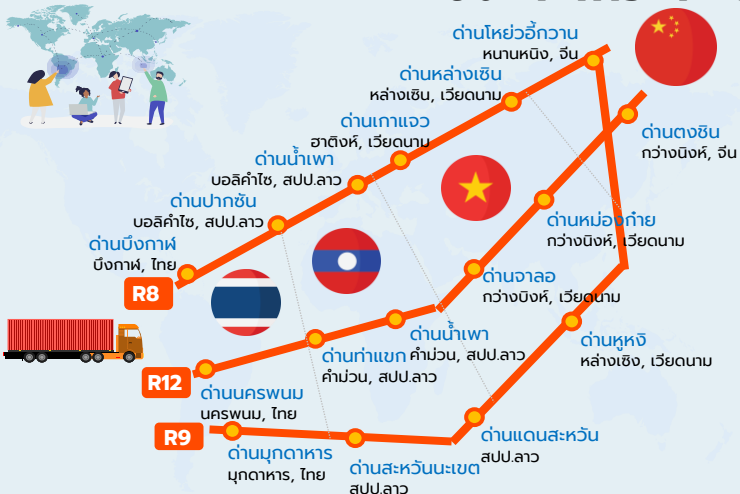 ด่านโหย่วอี้กวาน
หนานหนิง, จีน
ด่านหล่างเซิน
หล่างเซิน, เวียดนาม
ด่านเกาแจว
ฮาติงห์, เวียดนาม
ด่านน้ำเพา
บอลิคำไซ, สปป.ลาว
ด่านปากซัน
บอลิคำไซ, สปป.ลาว
ด่านบึงกาฬ
บึงกาฬ, ไทย
R8
ด่านตงซิน
กว่างนิงห์, จีน
ด่านหม่องก๋าย
กว่างนิงห์, เวียดนาม
ด่านจาลอ
กว่างบิงห์, เวียดนาม
ด่านน้ำเพา
คำม่วน, สปป.ลาว
ด่านท่าแขก
คำม่วน, สปป.ลาว
R12
ด่านนครพนม
นครพนม, ไทย
R9
ด่านมุกดาหาร
มุกดาหาร, ไทย
ด่านสะหวันนะเขต
สปป.ลาว
ด่านแดนสะหวัน
สปป.ลาว
ด่านหูหงิ
หล่างเซิง, เวียดนาม